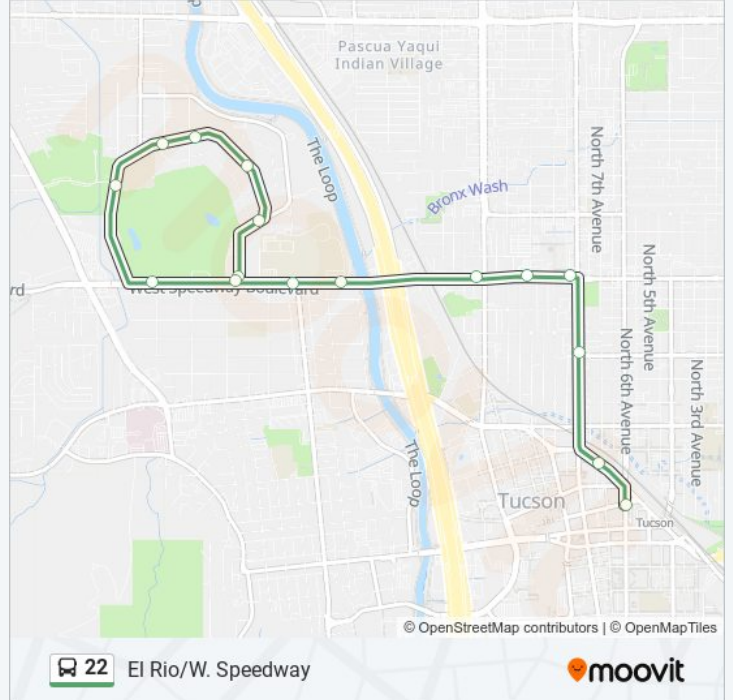 p
Pascua Yaqui
Indian Village
The Loop
Bronx Wash
North 7th Avenue
rd
West Speedway Boulevard
North 5th Avenue
North 6th Avenue
North 3rd Avenue
The Loop
Tucson
Tucson
© OpenStreetMap contributors | © OpenMapTiles
22 El Rio/W. Speedway
moovit